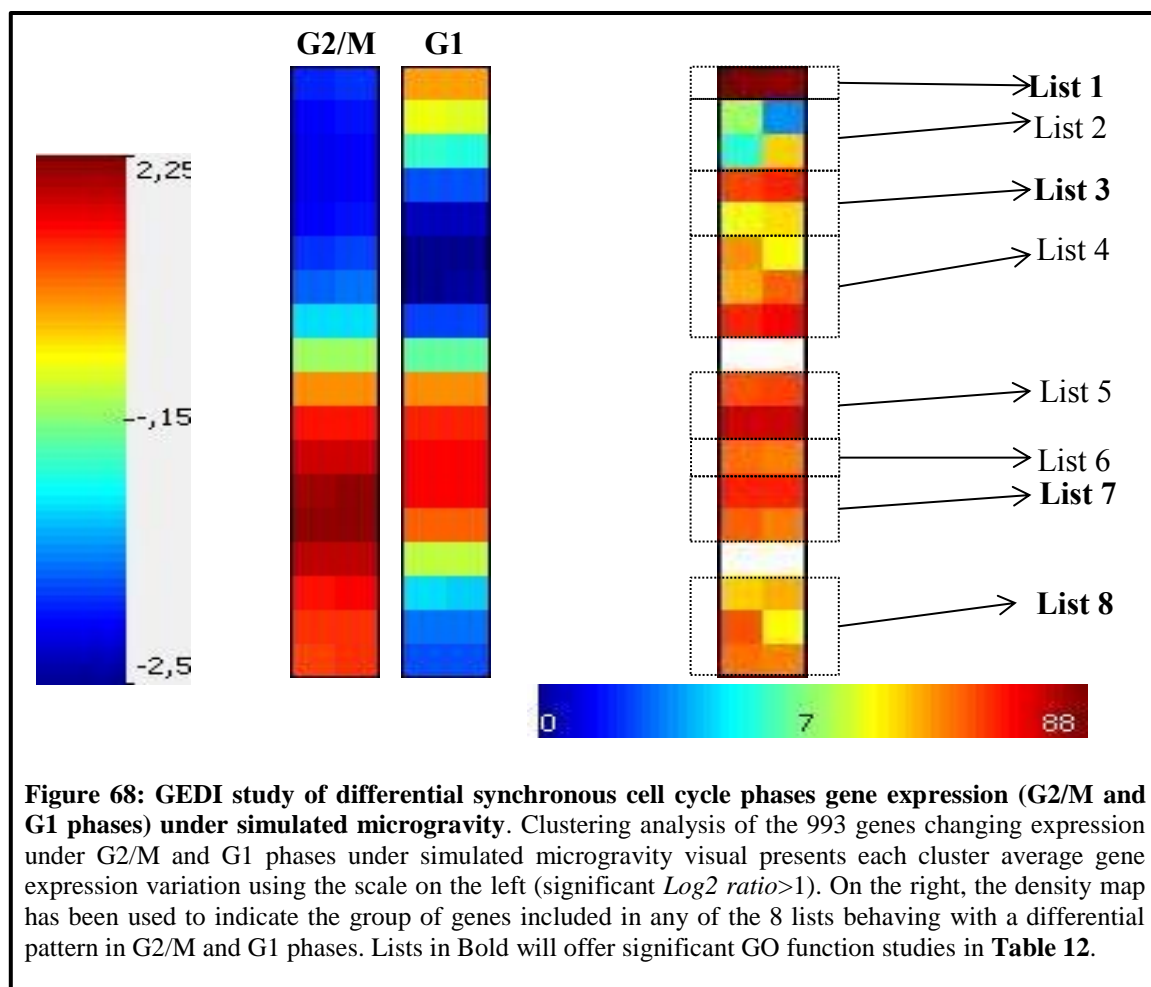 G2/M G1
List 1
List 2
2,25
List 3
List 4
List 5
-,15
List 6
List 7
List 8
-2,5
0 7 88
Figure 68: GEDI study of differential synchronous cell cycle phases gene expression (G2/M and
G1 phases) under simulated microgravity. Clustering analysis of the 993 genes changing expression
under G2/M and G1 phases under simulated microgravity visual presents each cluster average gene
expression variation using the scale on the left (significant Log2 ratio>1). On the right, the density map
has been used to indicate the group of genes included in any of the 8 lists behaving with a differential
pattern in G2/M and G1 phases. Lists in Bold will offer significant GO function studies in Table 12.